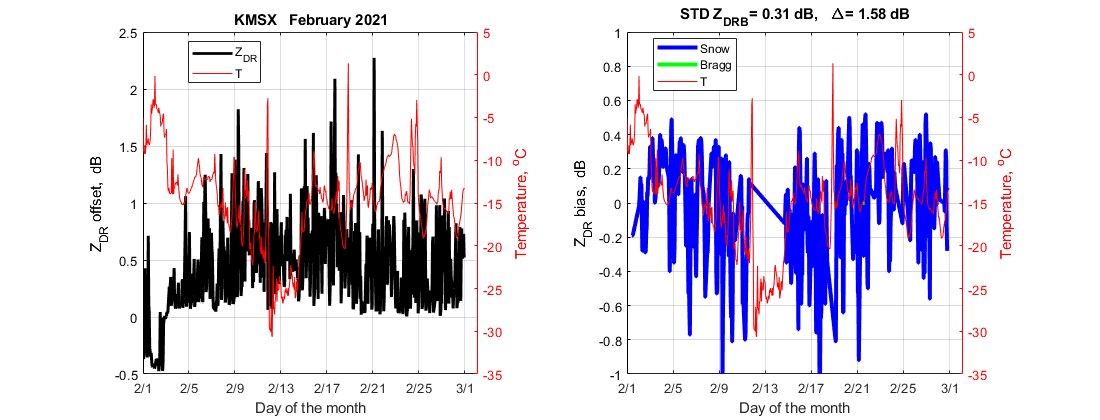 KMSX   February 2021
2.5
2
1.5
1
0.5
0
-0.5
Z_DR offset,  dB
Z_DR
T
5
0
-5
-10
-15
-20
-25
-30
-35
Temperature, °C
2/1 2/5 2/9 2/13 2/17 2/21 2/25 3/1
Day of the month
STD Z_DRB = 0.31 dB,   Δ = 1.58 dB
1
0.8
0.6
0.4
0.2
0
-0.2
-0.4
-0.6
-0.8
-1
Z_DR bias,  dB
Snow
Bragg
T
5
0
-5
-10
-15
-20
-25
-30
-35
Temperature, °C
2/1 2/5 2/9 2/13 2/17 2/21 2/25 3/1
Day of the month